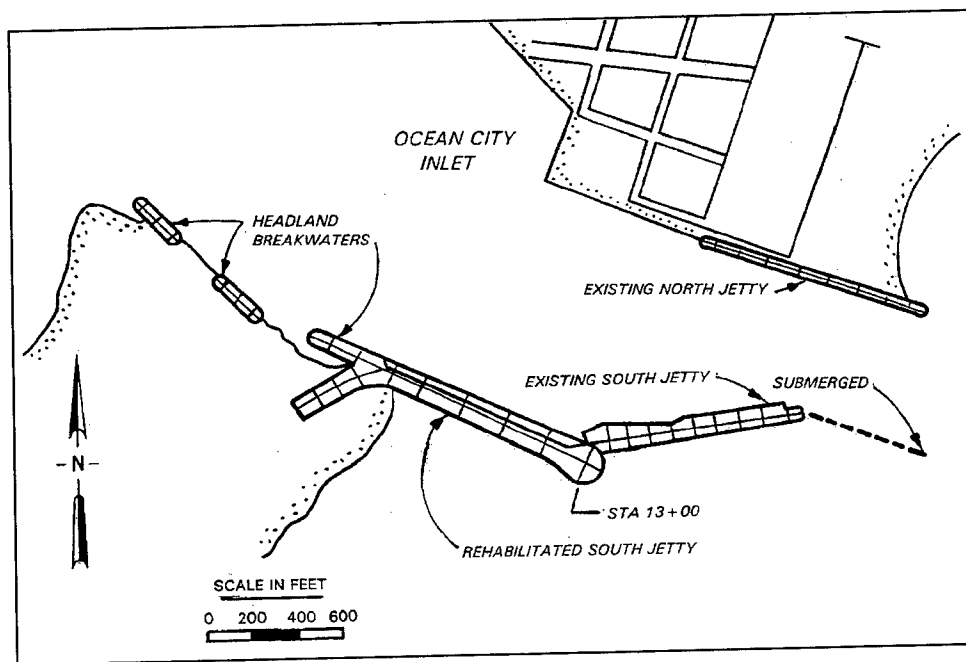 OCEAN CITY
INLET
HEADLAND
BREAKWATERS
EXISTING NORTH JETTY
EXISTING SOUTH JETTY
SUBMERGED
-N-
STA 13+00
REHABILITATED SOUTH JETTY
SCALE IN FEET
0 200 400 600